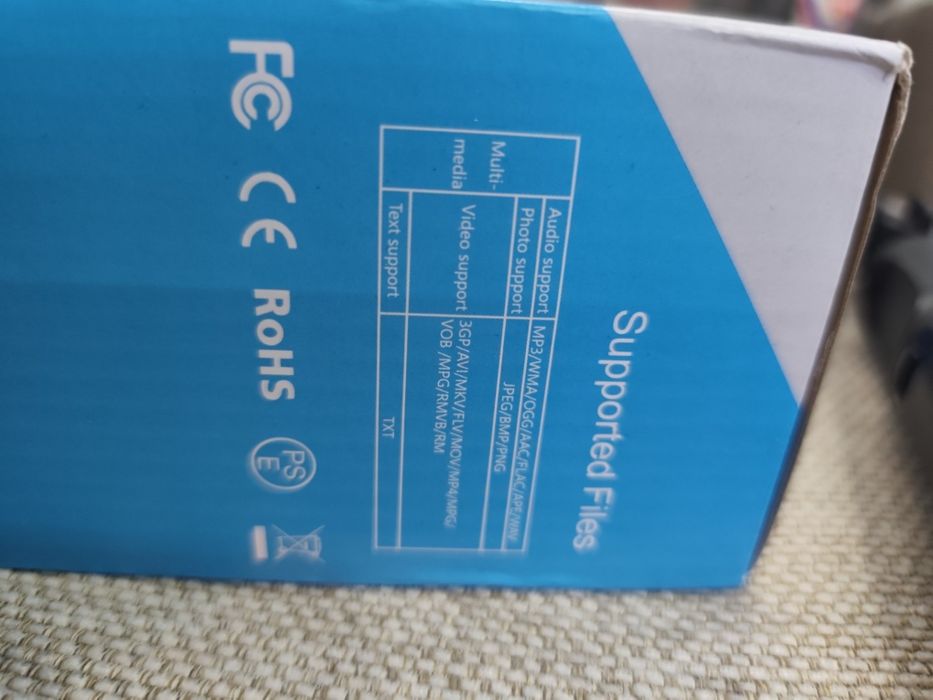 Supported Files
Multi-
media
Audio support MP3/WMA/OGG/AAC/FLAC/APE/WAV
Photo support JPEG/BMP/PNG
Video support 3GP/AVI/MKV/FLV/MOV/MP4/MPG/
VOB /MPG/RMVB/RM
Text support TXT
FC CE RoHS PS
E